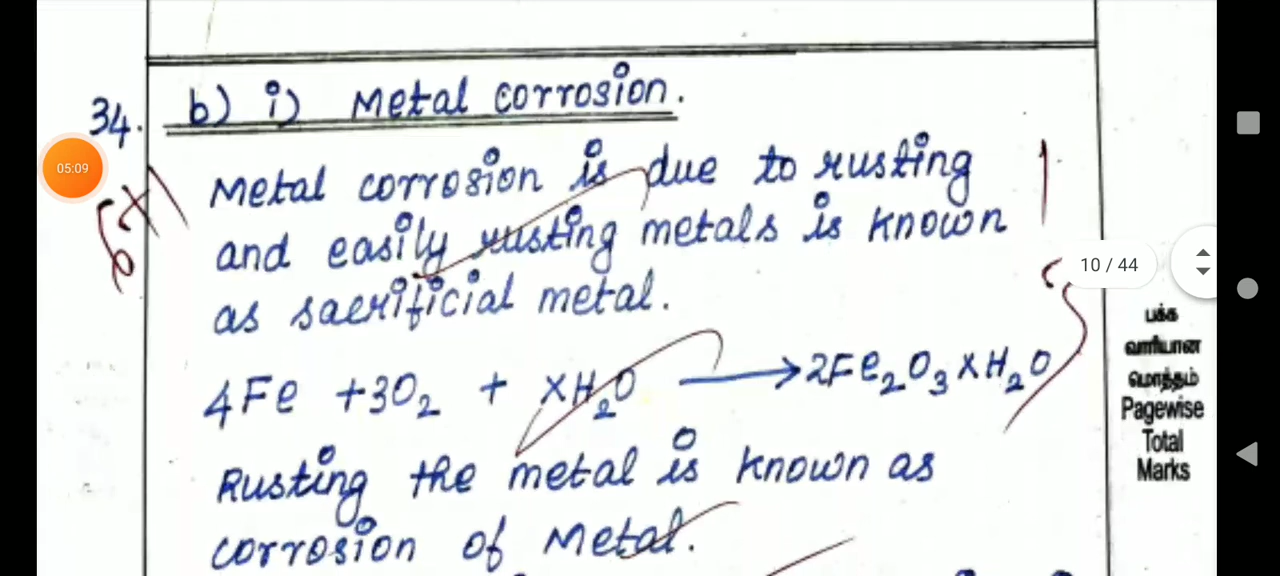 34. b) i) Metal corrosion.
Metal corrosion is due to rusting
and easily rusting metals is known
as sacrificial metal.
4Fe + 3O₂ + xH₂O → 2Fe₂O₃ xH₂O
Rusting the metal is known as
corrosion of Metal.
05:09
10 / 44
பக்க
வாரியான
மொத்தம்
Pagewise
Total
Marks